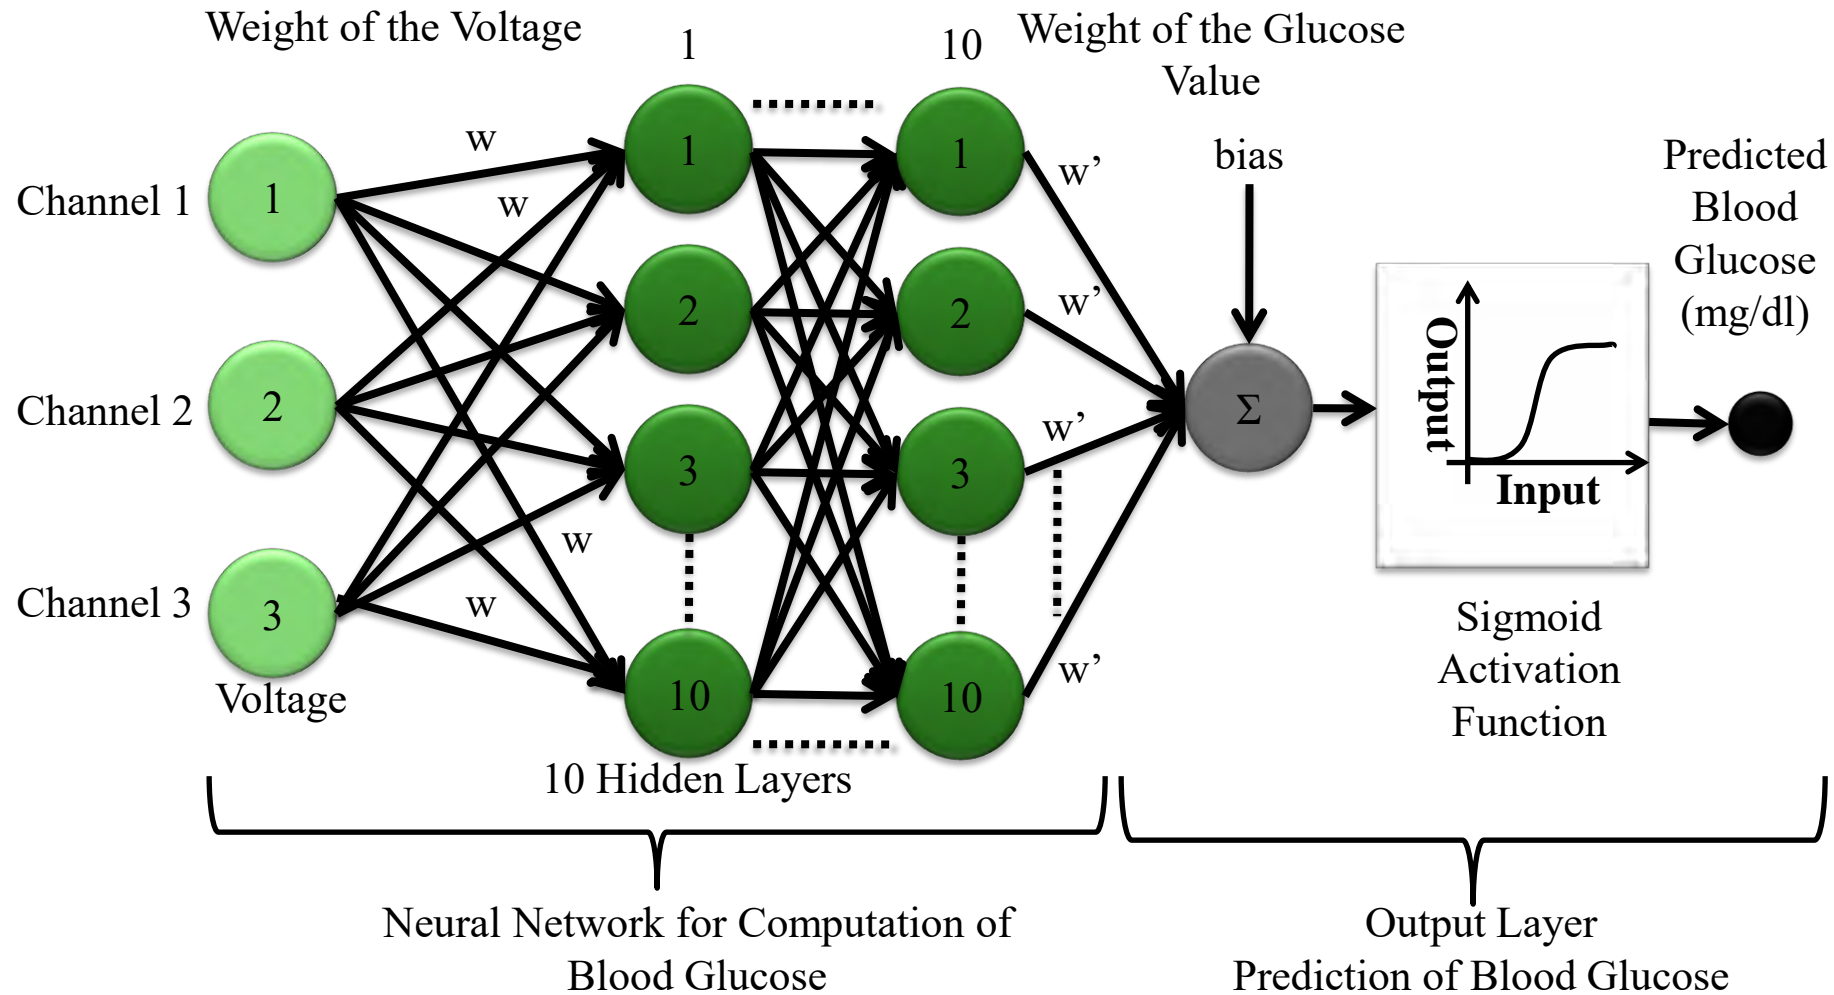 Weight of the Voltage
1
10
Weight of the Glucose
Value
w
w
w
w
Channel 1
Channel 2
Channel 3
1
2
3
Voltage
1
2
3
10
1
2
3
10
10 Hidden Layers
w’
w’
w’
w’
bias
Σ
Output
Input
Sigmoid
Activation
Function
Predicted
Blood
Glucose
(mg/dl)
Neural Network for Computation of
Blood Glucose
Output Layer
Prediction of Blood Glucose